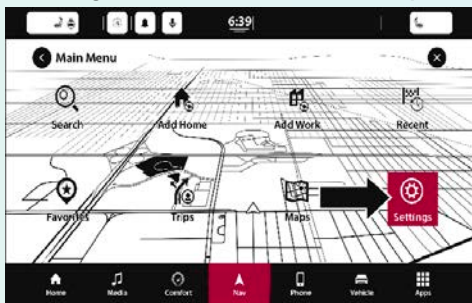 6:39
Main Menu
Search Add Home Add Work Recent
Favorites Trips Maps Settings
Home Media Comfort Nav Phone Vehicle Apps